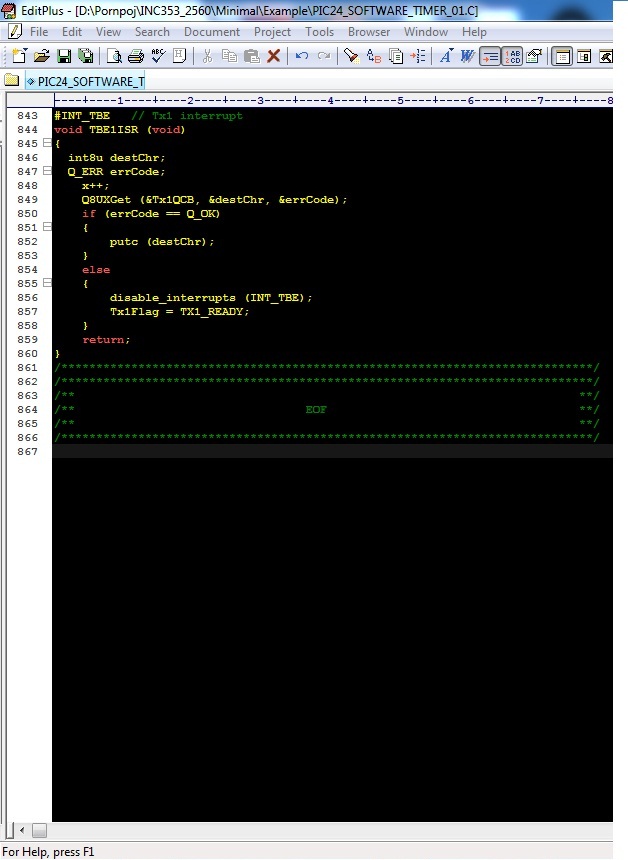 EditPlus - [D:\Pornpoj\INC353_2560\Minimal\Example\PIC24_SOFTWARE_TIMER_01.C]
File Edit View Search Document Project Tools Browser Window Help
PIC24_SOFTWARE_T
----+----1----+----2----+----3----+----4----+----5----+----6----+----7----+----8
843 #INT_TBE   // Tx1 interrupt
844 void TBE1ISR (void)
845 {
846   int8u destChr;
847   Q_ERR errCode;
848     x++;
849     Q8UXGet (&Tx1QCB, &destChr, &errCode);
850     if (errCode == Q_OK)
851     {
852         putc (destChr);
853     }
854     else
855     {
856         disable_interrupts (INT_TBE);
857         Tx1Flag = TX1_READY;
858     }
859     return;
860 }
861 /****************************************************************************/
862 /****************************************************************************/
863 /**                                                                        **/
864 /**                                 EOF                                    **/
865 /**                                                                        **/
866 /****************************************************************************/
867
For Help, press F1